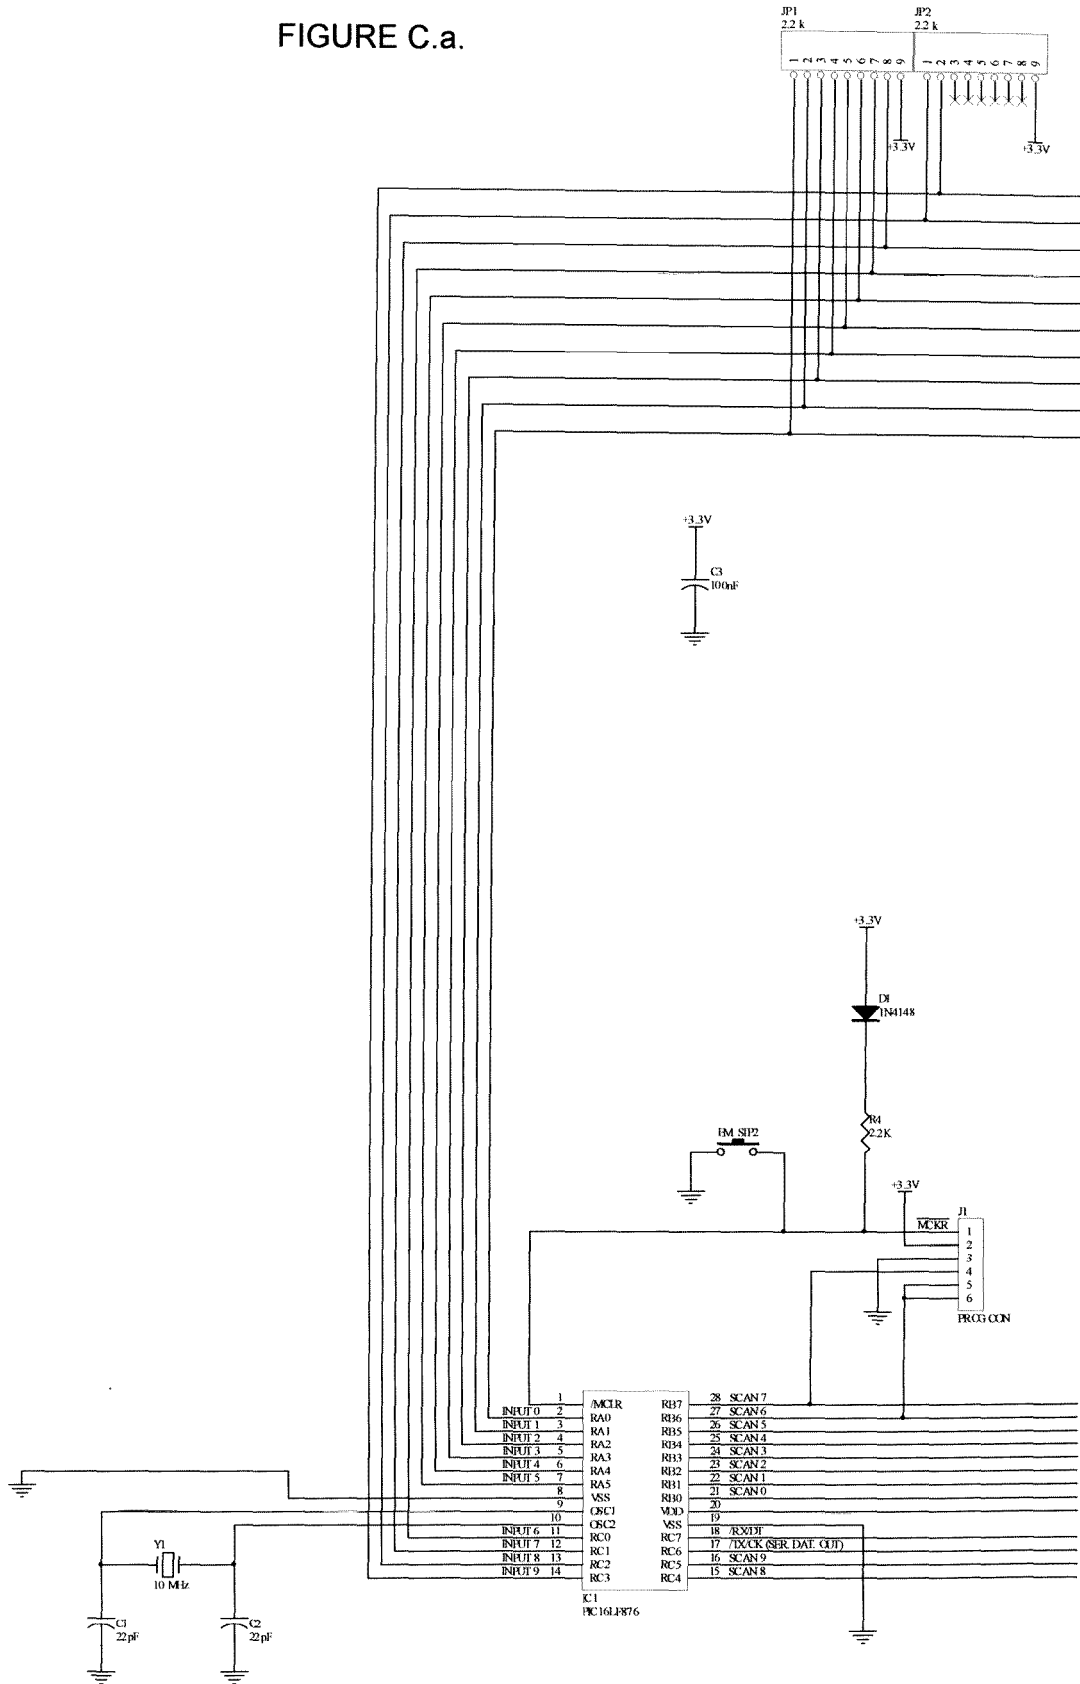 FIGURE C.a.
JP1
2.2 k
JP2
2.2 k
1 2 3 4 5 6 7 8 9
1 2 3 4 5 6 7 8 9
+3.3V
+3.3V
+3.3V
C3
100nF
+3.3V
D1
1N4148
R4
2.2K
+3.3V
J1
MCKR
1
2
3
4
5
6
PROG CON
1 /MCLR RB7 28 SCAN 7
INPUT 0 2 RA0 RB6 27 SCAN 6
INPUT 1 3 RA1 RB5 26 SCAN 5
INPUT 2 4 RA2 RB4 25 SCAN 4
INPUT 3 5 RA3 RB3 24 SCAN 3
INPUT 4 6 RA4 RB2 23 SCAN 2
INPUT 5 7 RA5 RB1 22 SCAN 1
8 VSS RB0 21 SCAN 0
9 OSC1 VDD 20
10 OSC2 VSS 19
INPUT 6 11 RC0 RC7 18 /RX/DT
INPUT 7 12 RC1 RC6 17 /TX/CK (SER. DAT. OUT)
INPUT 8 13 RC2 RC5 16 SCAN 9
INPUT 9 14 RC3 RC4 15 SCAN 8
IC1
PIC16LF876
Y1
10 MHz
C1
22pF
C2
22pF